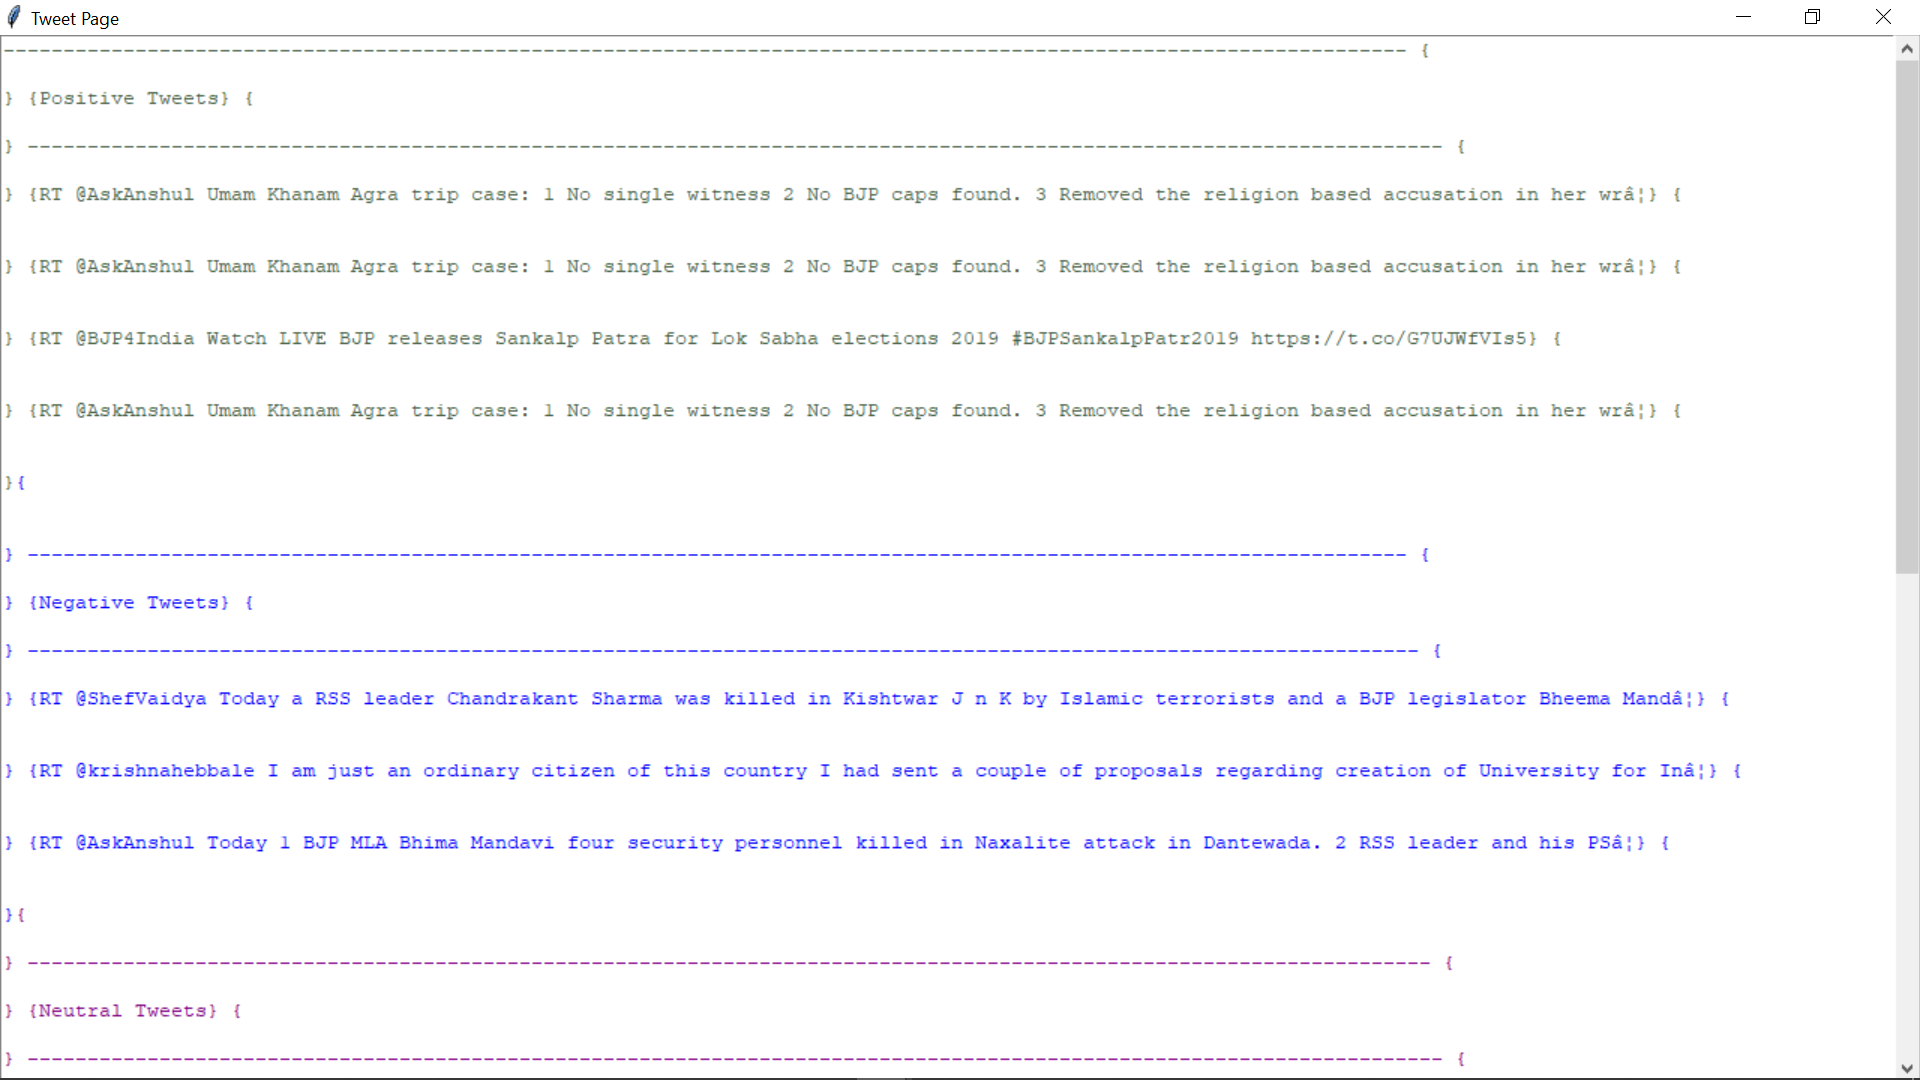 Tweet Page
--------------------------------------------------------------------------------------------------------------------- {
} {Positive Tweets} {
} ---------------------------------------------------------------------------------------------------------------------- {
} {RT @AskAnshul Umam Khanam Agra trip case: 1 No single witness 2 No BJP caps found. 3 Removed the religion based accusation in her wrâ¦} {
} {RT @AskAnshul Umam Khanam Agra trip case: 1 No single witness 2 No BJP caps found. 3 Removed the religion based accusation in her wrâ¦} {
} {RT @BJP4India Watch LIVE BJP releases Sankalp Patra for Lok Sabha elections 2019 #BJPSankalpPatr2019 https://t.co/G7UJWfVIs5} {
} {RT @AskAnshul Umam Khanam Agra trip case: 1 No single witness 2 No BJP caps found. 3 Removed the religion based accusation in her wrâ¦} {
}{
} ------------------------------------------------------------------------------------------------------------------- {
} {Negative Tweets} {
} -------------------------------------------------------------------------------------------------------------------- {
} {RT @ShefVaidya Today a RSS leader Chandrakant Sharma was killed in Kishtwar J n K by Islamic terrorists and a BJP legislator Bheema Mandâ¦} {
} {RT @krishnahebbale I am just an ordinary citizen of this country I had sent a couple of proposals regarding creation of University for Inâ¦} {
} {RT @AskAnshul Today 1 BJP MLA Bhima Mandavi four security personnel killed in Naxalite attack in Dantewada. 2 RSS leader and his PSâ¦} {
}{
} --------------------------------------------------------------------------------------------------------------------- {
} {Neutral Tweets} {
} ---------------------------------------------------------------------------------------------------------------------- {